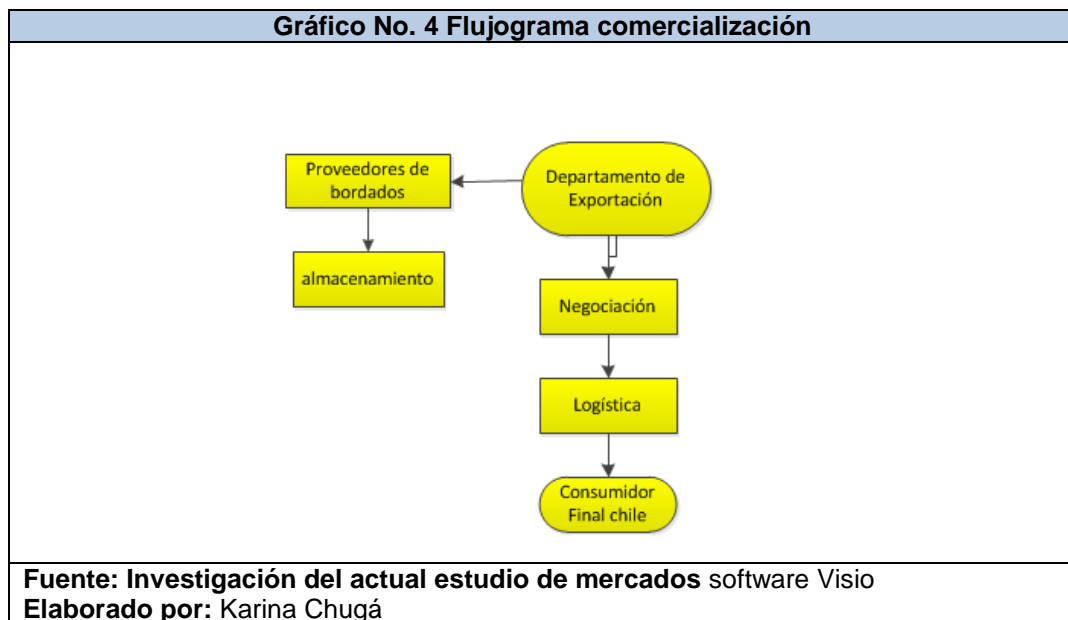 Gráfico No. 4 Flujograma comercialización
Proveedores de
bordados
Departamento de
Exportación
almacenamiento
Negociación
Logística
Consumidor
Final chile
Fuente: Investigación del actual estudio de mercados software Visio
Elaborado por: Karina Chugá